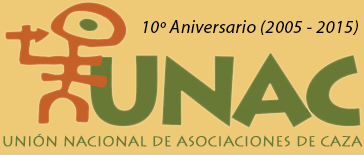 10º Aniversario (2005 - 2015)
UNAC
UNIÓN NACIONAL DE ASOCIACIONES DE CAZA